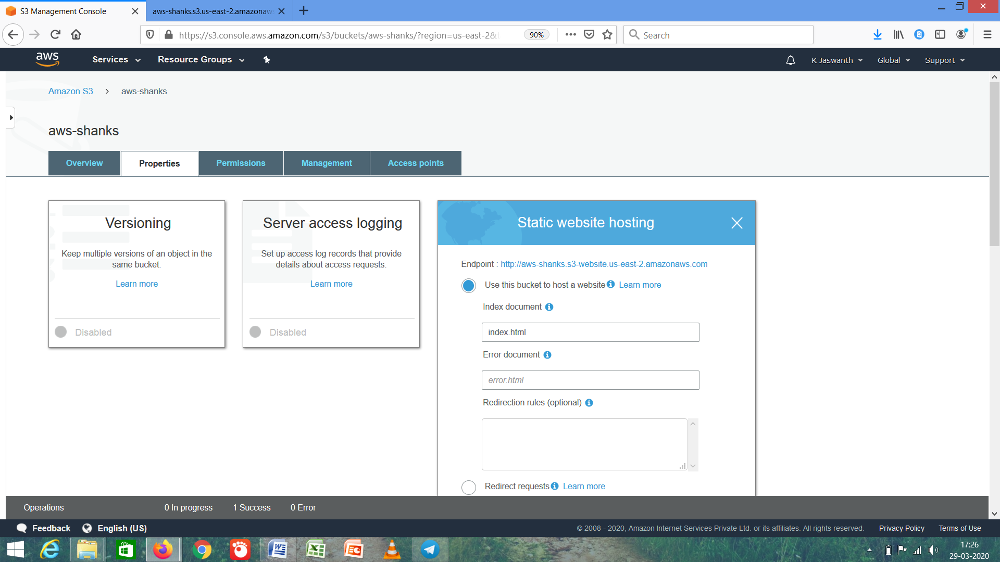 S3 Management Console
aws-shanks.s3.us-east-2.amazonaws
https://s3.console.aws.amazon.com/s3/buckets/aws-shanks/?region=us-east-2&t
90%
Search
aws
Services
Resource Groups
K Jaswanth
Global
Support
Amazon S3 > aws-shanks
aws-shanks
Overview
Properties
Permissions
Management
Access points
Versioning
Keep multiple versions of an object in the
same bucket.
Learn more
Disabled
Server access logging
Set up access log records that provide
details about access requests.
Learn more
Disabled
Static website hosting
Endpoint : http://aws-shanks.s3-website.us-east-2.amazonaws.com
Use this bucket to host a website Learn more
Index document
index.html
Error document
error.html
Redirection rules (optional)
Redirect requests Learn more
Operations
0 In progress
1 Success
0 Error
Feedback
English (US)
© 2008 - 2020, Amazon Internet Services Private Ltd. or its affiliates. All rights reserved.
Privacy Policy
Terms of Use
17:26
29-03-2020